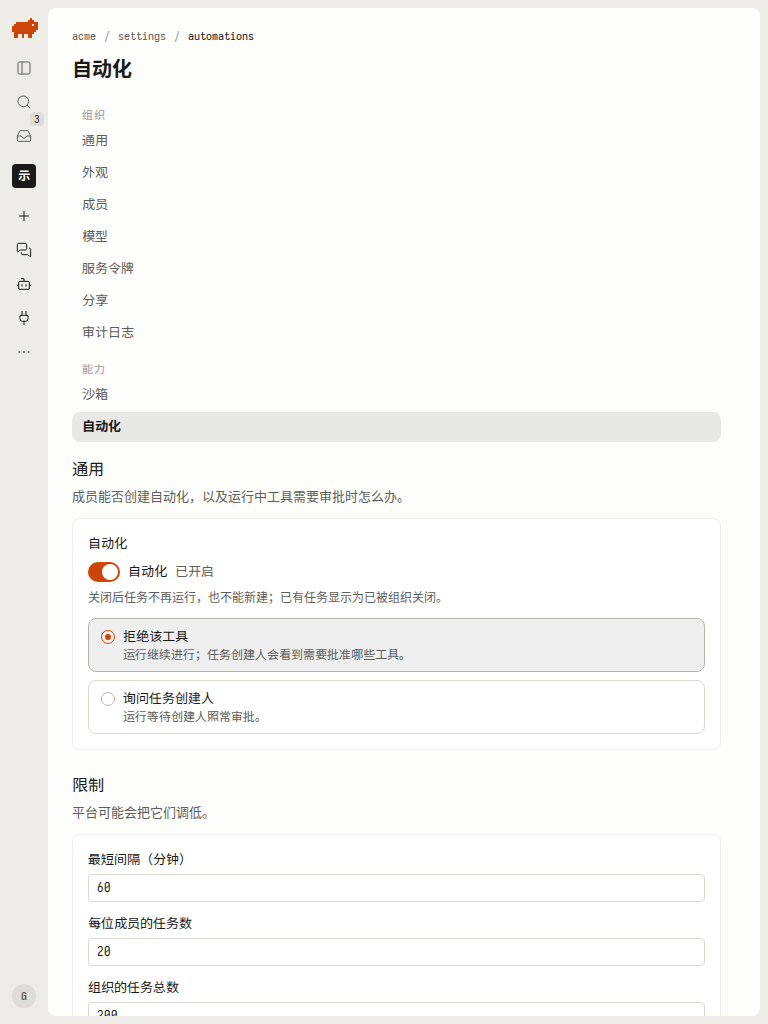 acme / settings / automations
自动化
3
示
组织
通用
外观
成员
模型
服务令牌
分享
审计日志
能力
沙箱
自动化
通用
成员能否创建自动化，以及运行中工具需要审批时怎么办。
自动化
自动化 已开启
关闭后任务不再运行，也不能新建；已有任务显示为已被组织关闭。
拒绝该工具
运行继续进行；任务创建人会看到需要批准哪些工具。
询问任务创建人
运行等待创建人照常审批。
限制
平台可能会把它们调低。
最短间隔（分钟）
60
每位成员的任务数
20
组织的任务总数
200
G